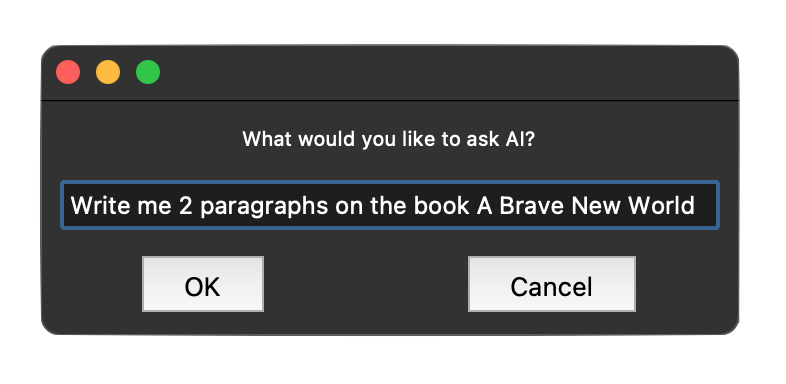 What would you like to ask AI?
Write me 2 paragraphs on the book A Brave New World
OK
Cancel